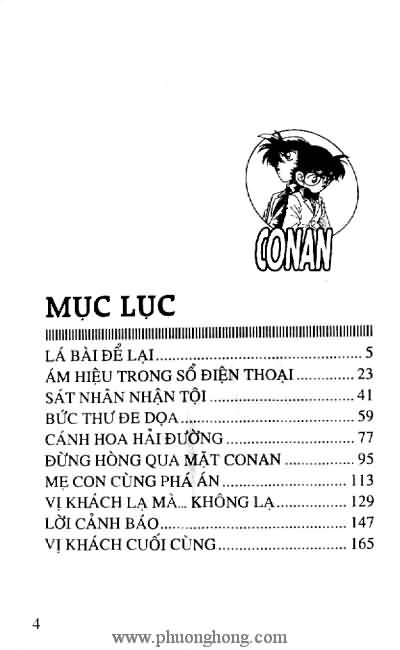 CONAN
MỤC LỤC
LÁ BÀI ĐỂ LẠI ..................................................... 5
ÁM HIỆU TRONG SỔ ĐIỆN THOẠI .............. 23
SÁT NHÂN NHẬN TỘI ..................................... 41
BỨC THƯ ĐE DỌA ............................................. 59
CÁNH HOA HẢI ĐƯỜNG ................................. 77
ĐỪNG HÒNG QUA MẶT CONAN ................. 95
MẸ CON CÙNG PHÁ ÁN ................................ 113
VỊ KHÁCH LẠ MÀ... KHÔNG LẠ .................. 129
LỜI CẢNH BÁO ................................................ 147
VỊ KHÁCH CUỐI CÙNG ................................. 165
4
www.phuonghong.com